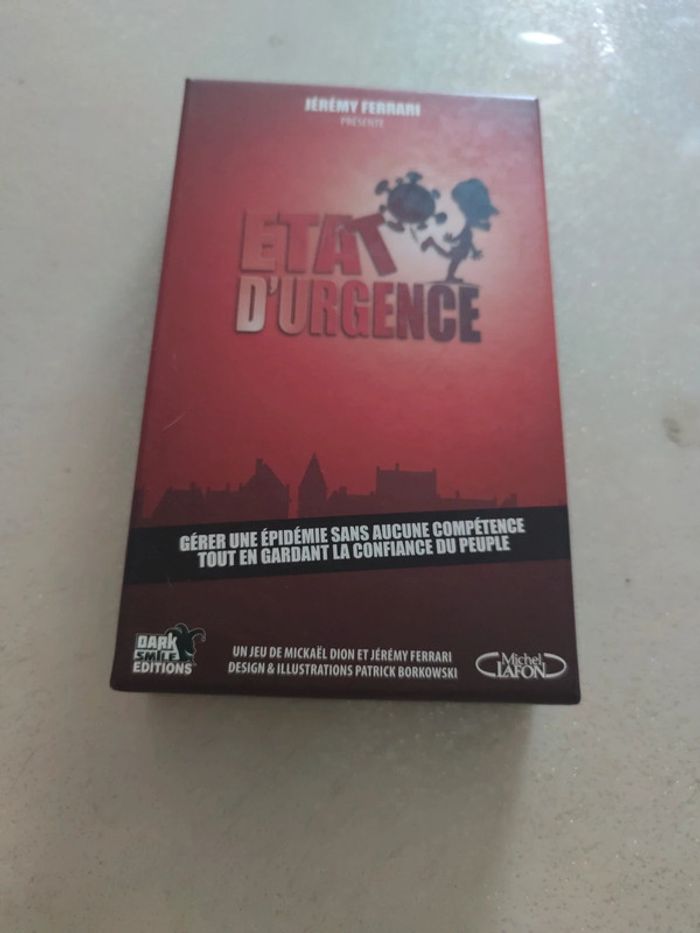 JÉRÉMY FERRARI
PRÉSENTE
ETAT
D'URGENCE
GÉRER UNE ÉPIDÉMIE SANS AUCUNE COMPÉTENCE
TOUT EN GARDANT LA CONFIANCE DU PEUPLE
DARK
SMILE
EDITIONS
UN JEU DE MICKAËL DION ET JÉRÉMY FERRARI
DESIGN & ILLUSTRATIONS PATRICK BORKOWSKI
Michel
LAFON